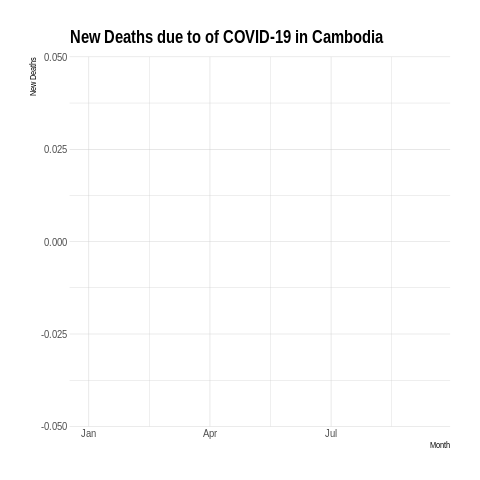 New Deaths due to of COVID-19 in Cambodia
New Deaths
0.050
0.025
0.000
-0.025
-0.050
Jan Apr Jul
Month